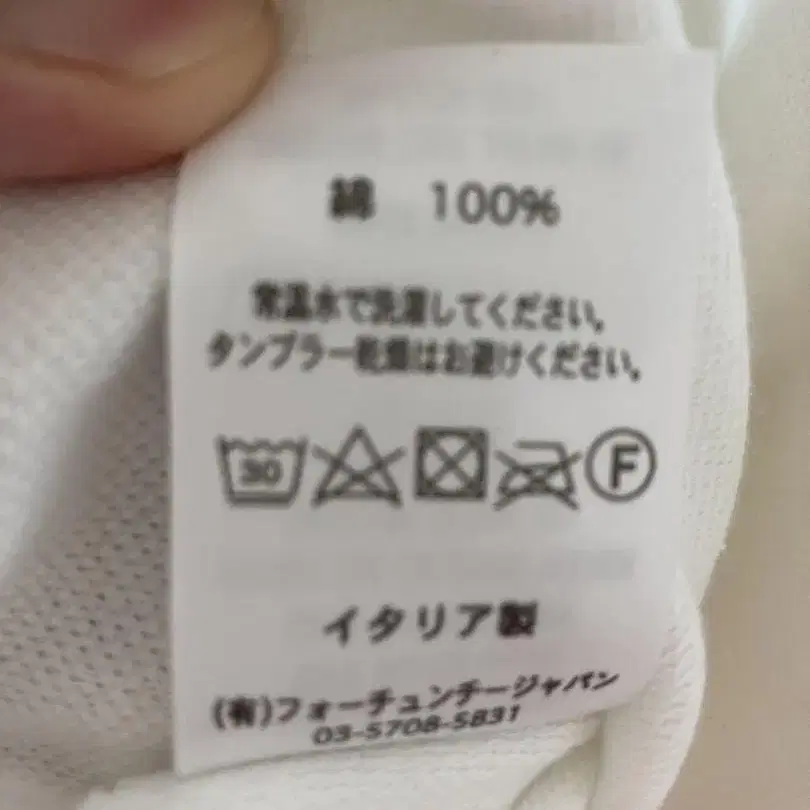 綿 100%
常温水で洗濯してください。
タンブラー乾燥はお避けください。
30
F
イタリア製
(有)フォーチュンチージャパン
03-5708-5831